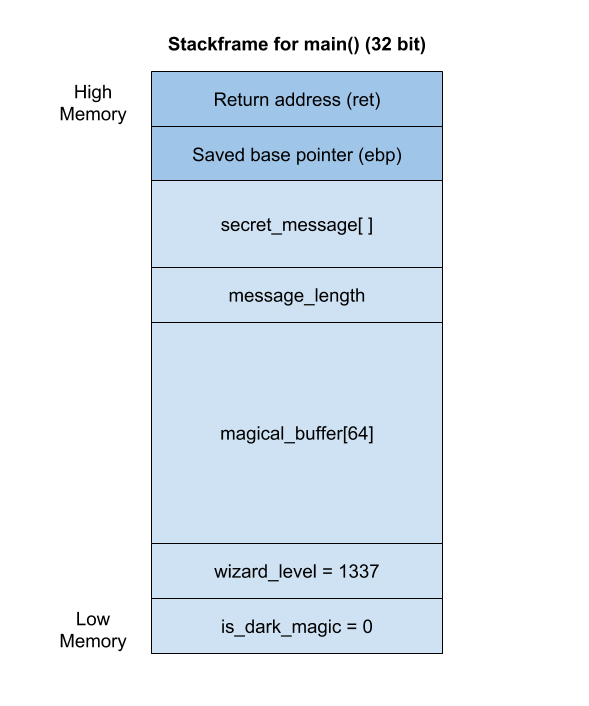 Stackframe for main() (32 bit)
High
Memory
Return address (ret)
Saved base pointer (ebp)
secret_message[ ]
message_length
magical_buffer[64]
wizard_level = 1337
Low
Memory
is_dark_magic = 0